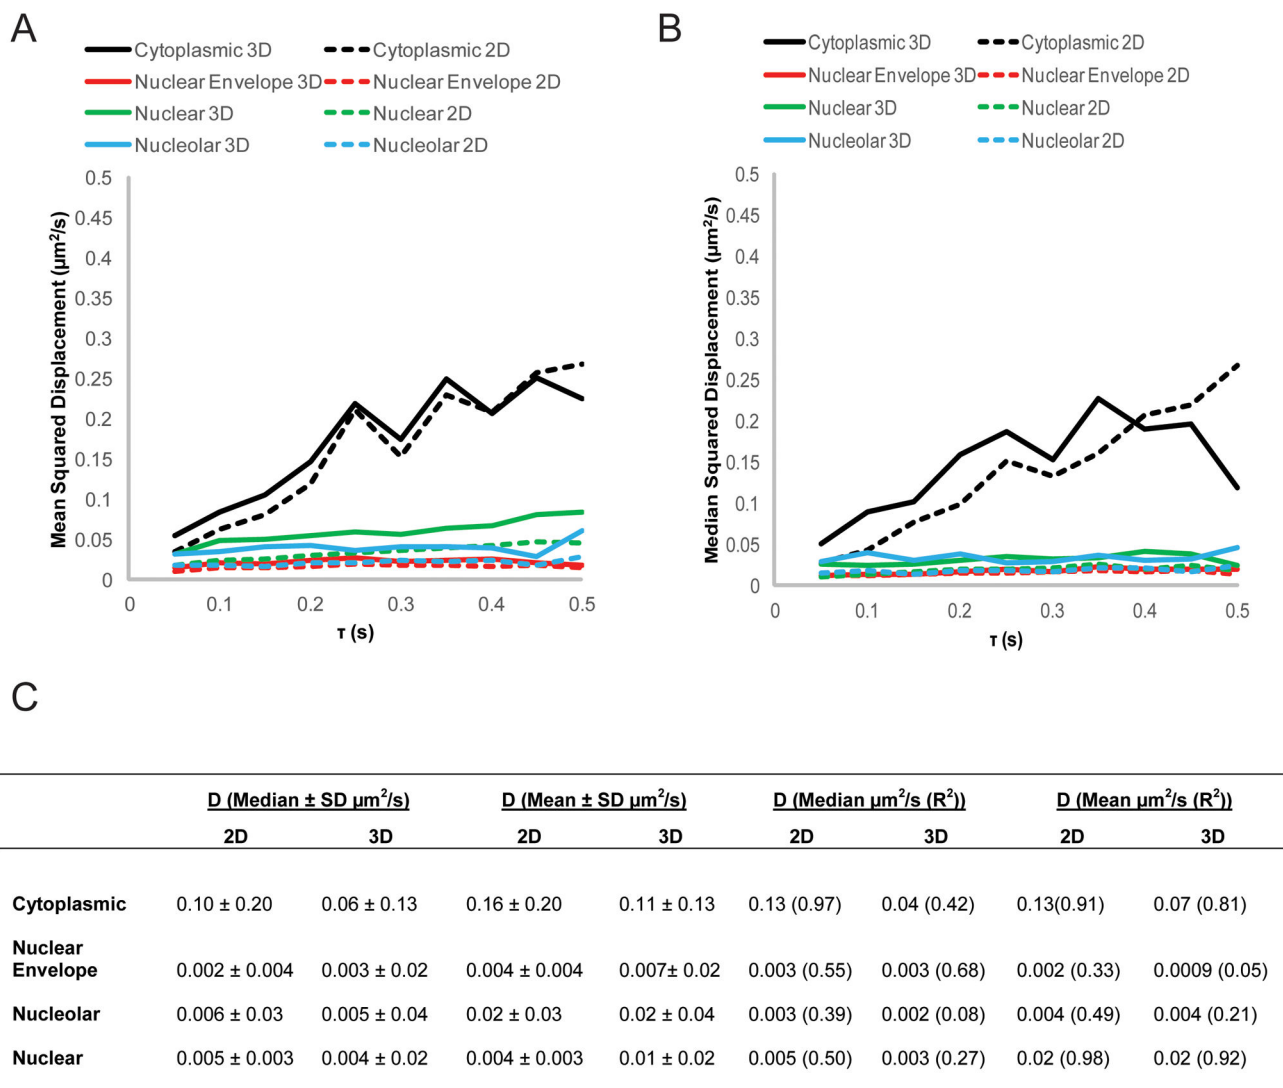 A
Cytoplasmic 3D Cytoplasmic 2D
Nuclear Envelope 3D Nuclear Envelope 2D
Nuclear 3D Nuclear 2D
Nucleolar 3D Nucleolar 2D
Mean Squared Displacement (µm²/s)
0.5
0.45
0.4
0.35
0.3
0.25
0.2
0.15
0.1
0.05
0
0 0.1 0.2 0.3 0.4 0.5
τ (s)
B
Cytoplasmic 3D Cytoplasmic 2D
Nuclear Envelope 3D Nuclear Envelope 2D
Nuclear 3D Nuclear 2D
Nucleolar 3D Nucleolar 2D
Median Squared Displacement (µm²/s)
0.5
0.45
0.4
0.35
0.3
0.25
0.2
0.15
0.1
0.05
0
0 0.1 0.2 0.3 0.4 0.5
τ (s)
C
D (Median ± SD µm²/s) D (Mean ± SD µm²/s) D (Median µm²/s (R²)) D (Mean µm²/s (R²))
2D 3D 2D 3D 2D 3D 2D 3D
Cytoplasmic 0.10 ± 0.20 0.06 ± 0.13 0.16 ± 0.20 0.11 ± 0.13 0.13 (0.97) 0.04 (0.42) 0.13(0.91) 0.07 (0.81)
Nuclear
Envelope 0.002 ± 0.004 0.003 ± 0.02 0.004 ± 0.004 0.007± 0.02 0.003 (0.55) 0.003 (0.68) 0.002 (0.33) 0.0009 (0.05)
Nucleolar 0.006 ± 0.03 0.005 ± 0.04 0.02 ± 0.03 0.02 ± 0.04 0.003 (0.39) 0.002 (0.08) 0.004 (0.49) 0.004 (0.21)
Nuclear 0.005 ± 0.003 0.004 ± 0.02 0.004 ± 0.003 0.01 ± 0.02 0.005 (0.50) 0.003 (0.27) 0.02 (0.98) 0.02 (0.92)